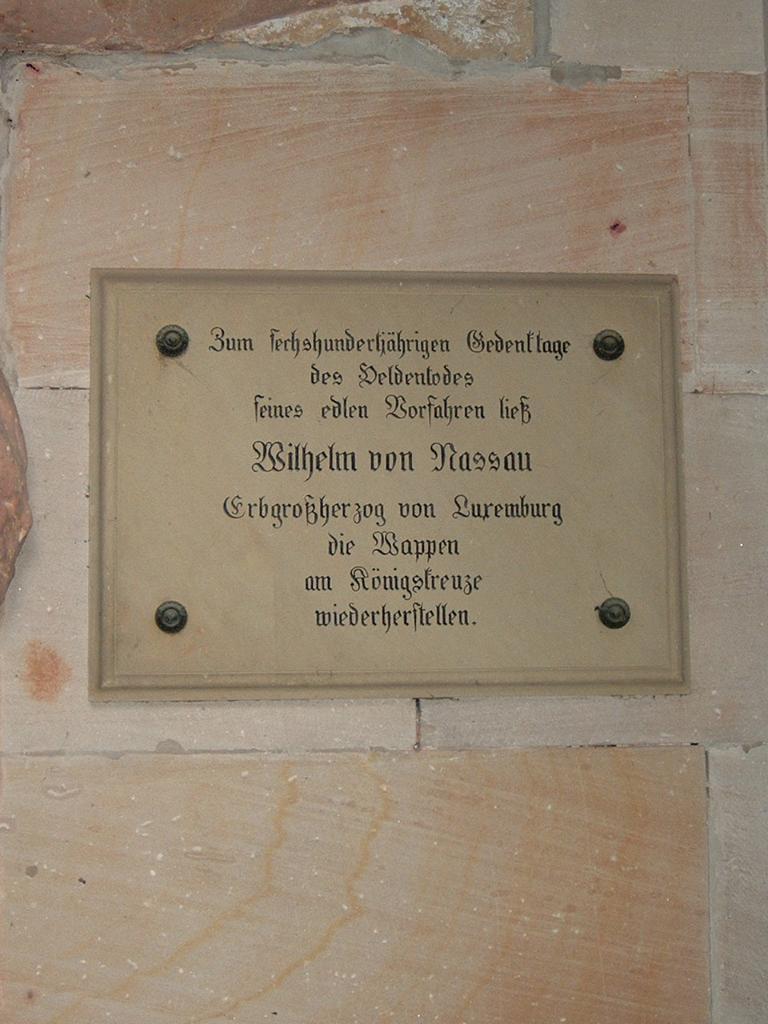 Zum sechshundertjährigen Gedenktage
des Heldentodes
seines edlen Vorfahren ließ
Wilhelm von Nassau
Erbgroßherzog von Luxemburg
die Wappen
am Königskreuze
wiederherstellen.